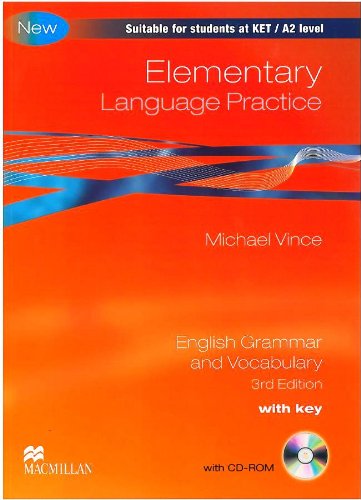 New
Suitable for students at KET / A2 level
Elementary
Language Practice
Michael Vince
English Grammar
and Vocabulary
3rd Edition
with key
with CD-ROM
MACMILLAN